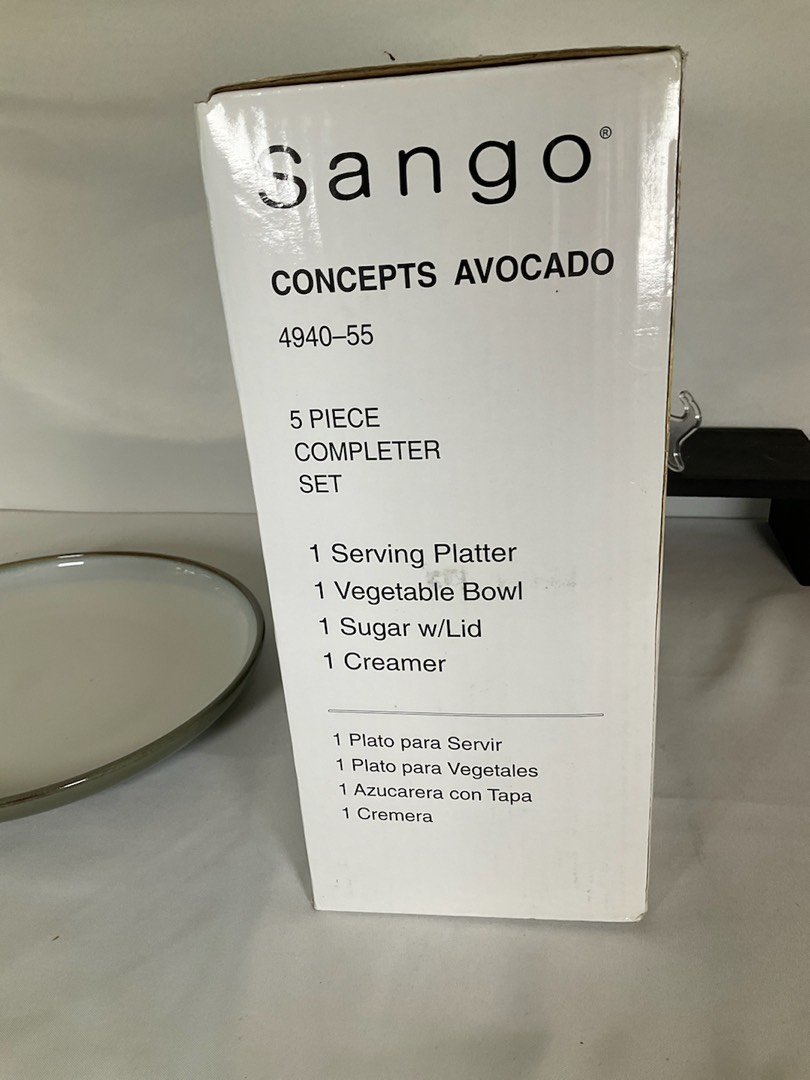 sango®
CONCEPTS AVOCADO
4940–55
5 PIECE
COMPLETER
SET
1 Serving Platter
1 Vegetable Bowl
1 Sugar w/Lid
1 Creamer
1 Plato para Servir
1 Plato para Vegetales
1 Azucarera con Tapa
1 Cremera